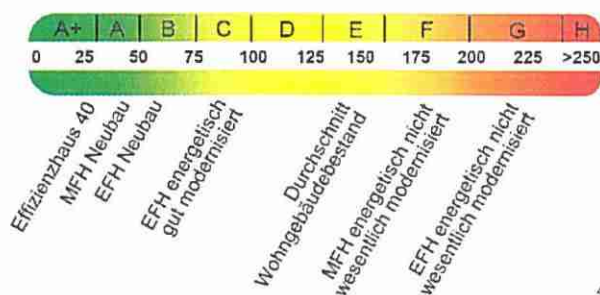 A+ A B C D E F G H
0 25 50 75 100 125 150 175 200 225 >250
Effizienzhaus 40
MFH Neubau
EFH Neubau
EFH energetisch
gut modernisiert
Durchschnitt
Wohngebäudebestand
MFH energetisch nicht
wesentlich modernisiert
EFH energetisch nicht
wesentlich modernisiert